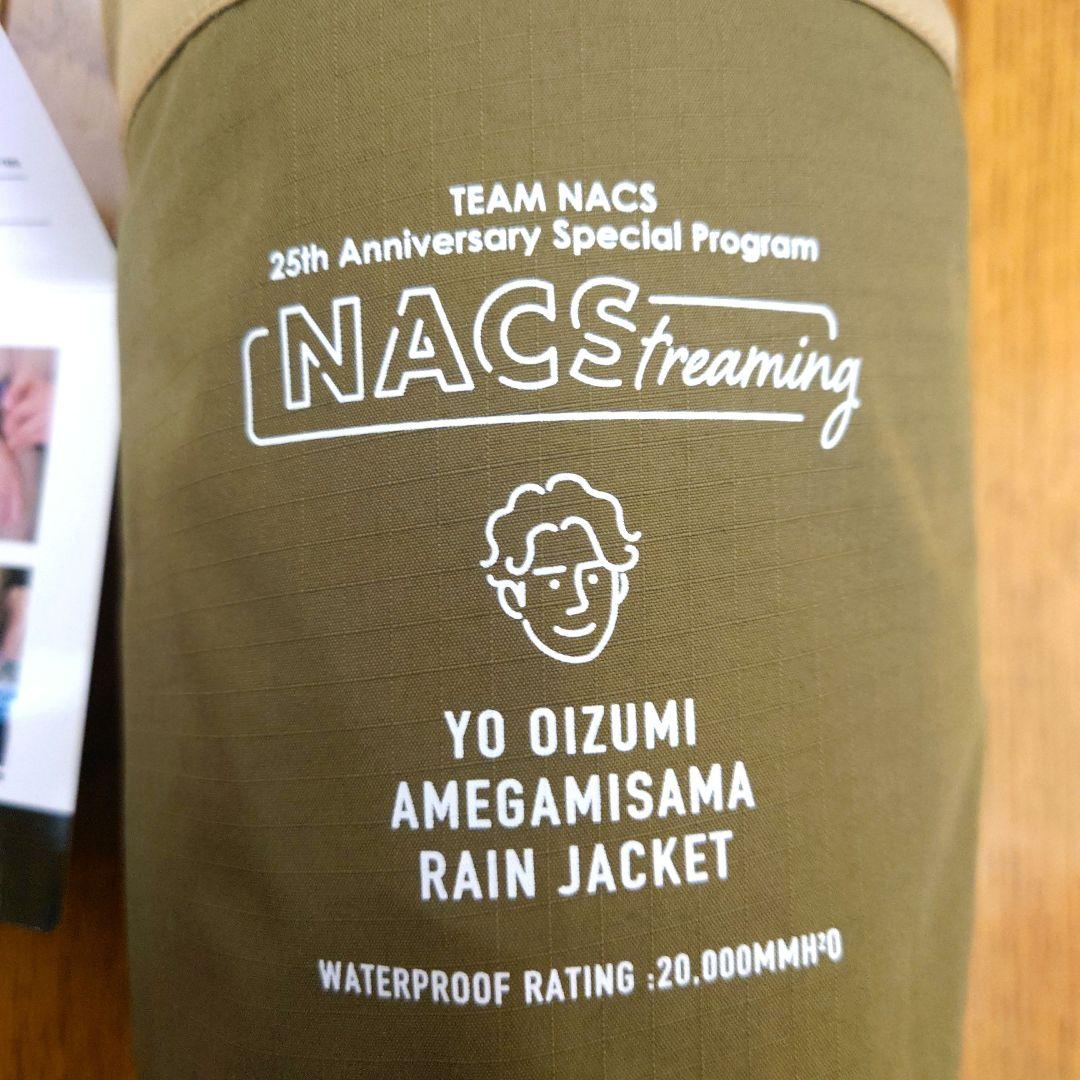 TEAM NACS
25th Anniversary Special Program
NACStreaming
YO OIZUMI
AMEGAMISAMA
RAIN JACKET
WATERPROOF RATING :20.000MMH²O